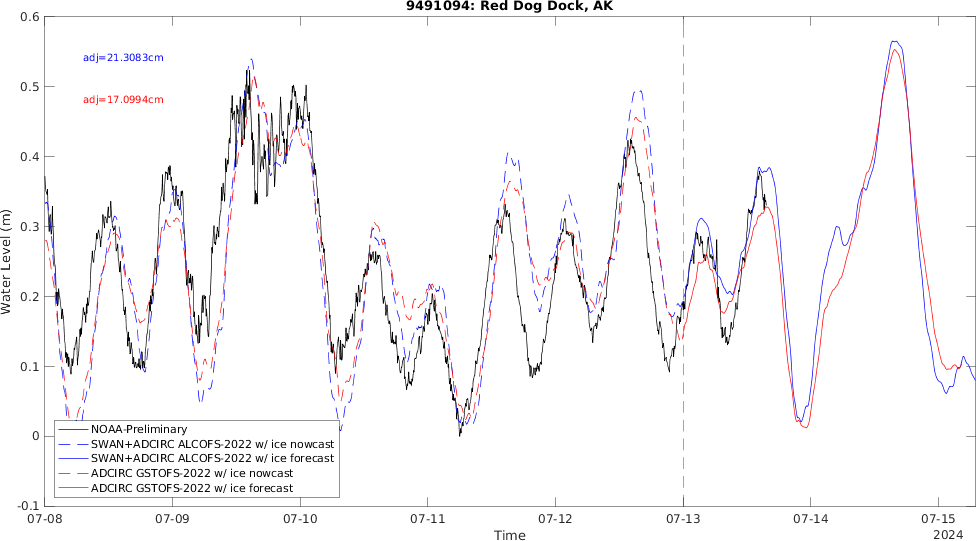 9491094: Red Dog Dock, AK
adj=21.3083cm
adj=17.0994cm
Water Level (m)
0.6
0.5
0.4
0.3
0.2
0.1
0
-0.1
NOAA-Preliminary
SWAN+ADCIRC ALCOFS-2022 w/ ice nowcast
SWAN+ADCIRC ALCOFS-2022 w/ ice forecast
ADCIRC GSTOFS-2022 w/ ice nowcast
ADCIRC GSTOFS-2022 w/ ice forecast
07-08 07-09 07-10 07-11 07-12 07-13 07-14 07-15
Time
2024